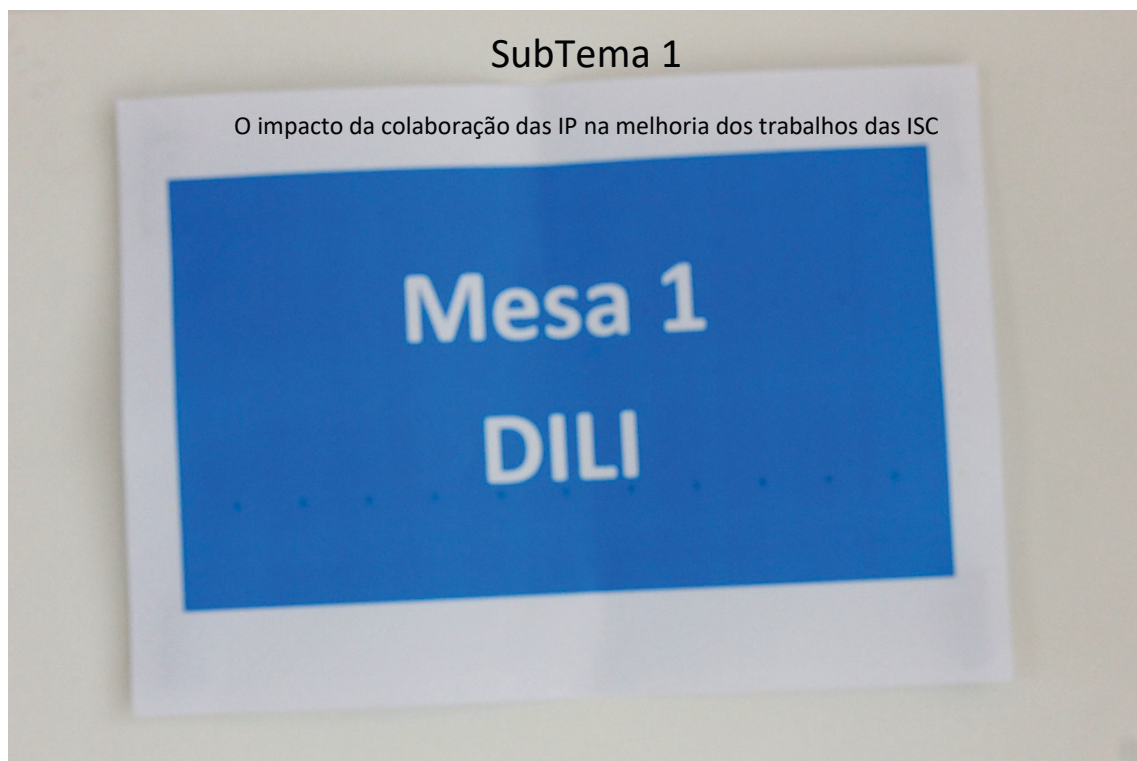 SubTema 1
O impacto da colaboração das IP na melhoria dos trabalhos das ISC
Mesa 1
DILI